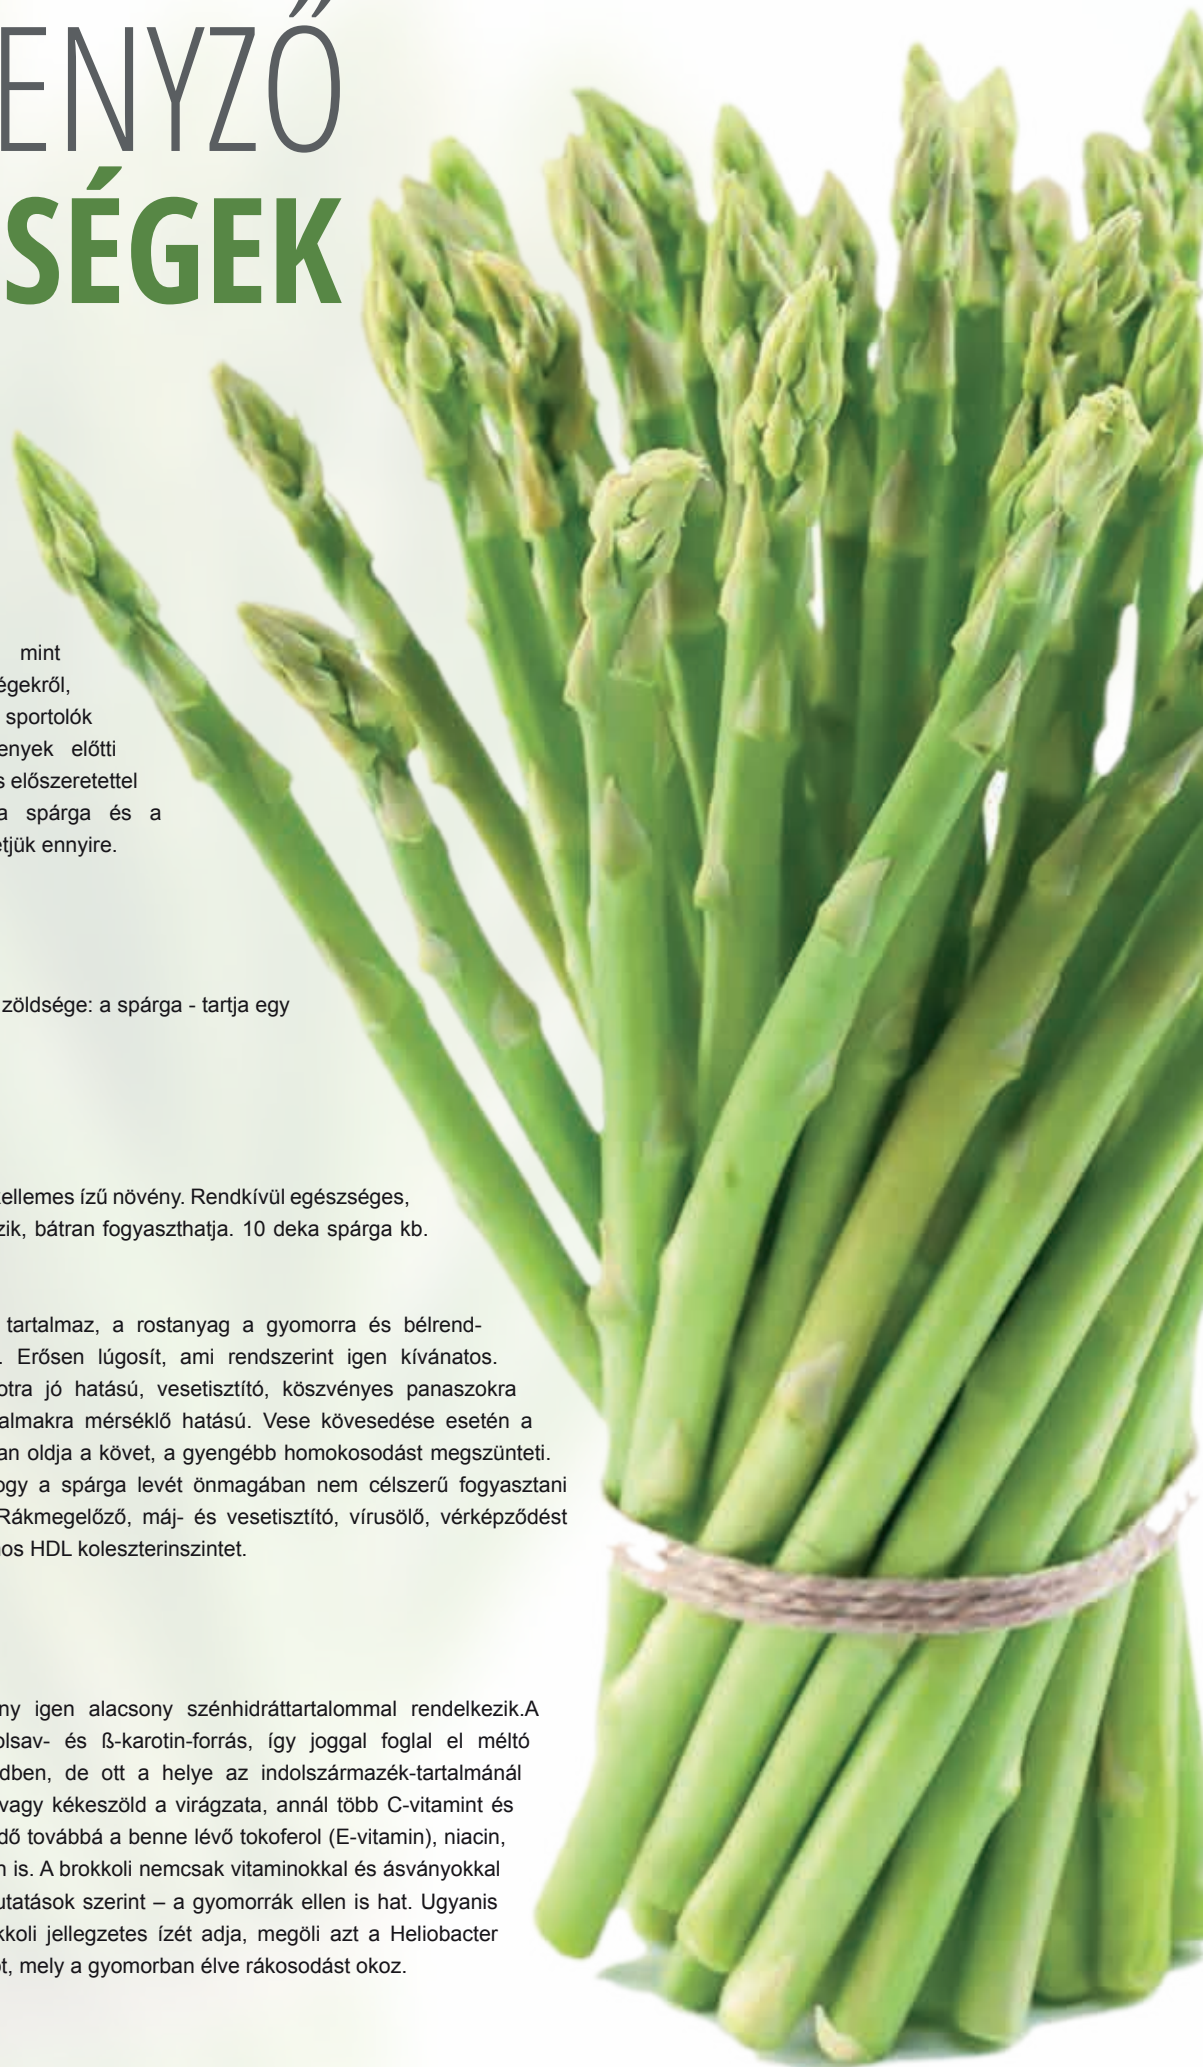 ENYZŐ
SÉGEK
mint
égekről,
sportolók
enyek előtti
s előszeretettel
a spárga és a
etjük ennyire.
zöldsége: a spárga - tartja egy
kellemes ízű növény. Rendkívül egészséges,
zik, bátran fogyaszthatja. 10 deka spárga kb.
tartalmaz, a rostanyag a gyomorra és bélrend-
. Erősen lúgosít, ami rendszerint igen kívánatos.
otra jó hatású, vesetisztító, köszvényes panaszokra
almakra mérséklő hatású. Vese kövesedése esetén a
an oldja a követ, a gyengébb homokosodást megszünteti.
ogy a spárga levét önmagában nem célszerű fogyasztani
Rákmegelőző, máj- és vesetisztító, vírusölő, vérképződést
nos HDL koleszterinszintet.
ny igen alacsony szénhidráttartalommal rendelkezik.A
olsav- és ß-karotin-forrás, így joggal foglal el méltó
dben, de ott a helye az indolszármazék-tartalmánál
vagy kékeszöld a virágzata, annál több C-vitamint és
dő továbbá a benne lévő tokoferol (E-vitamin), niacin,
n is. A brokkoli nemcsak vitaminokkal és ásványokkal
utatások szerint – a gyomorrák ellen is hat. Ugyanis
kkoli jellegzetes ízét adja, megöli azt a Heliobacter
ot, mely a gyomorban élve rákosodást okoz.